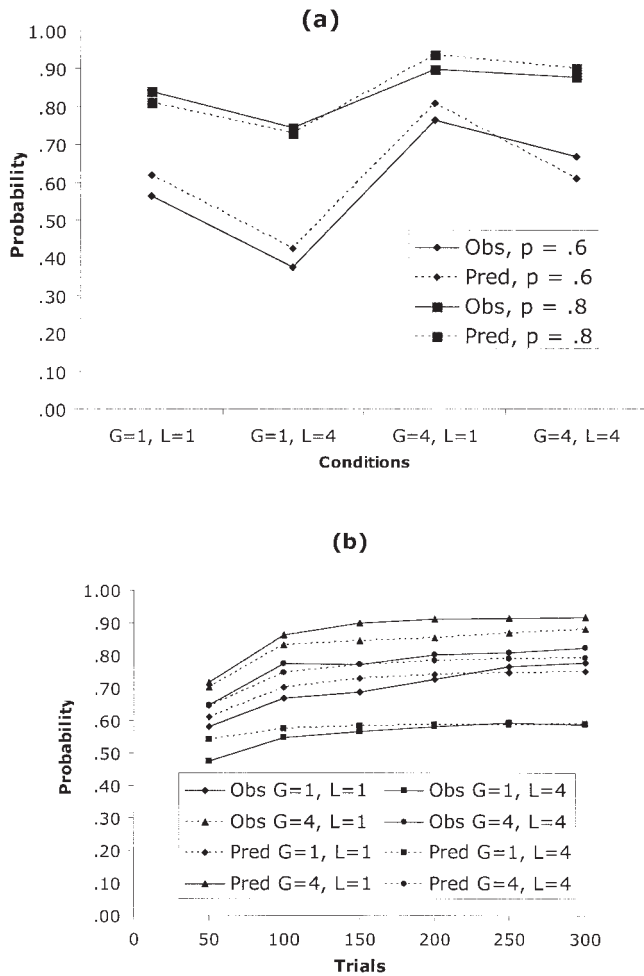 (a)
1.00
.90
.80
.70
.60
.50
.40
.30
.20
.10
.00
Probability
Obs, p = .6
Pred, p = .6
Obs, p = .8
Pred, p = .8
G=1, L=1 G=1, L=4 G=4, L=1 G=4, L=4
Conditions
(b)
1.00
.90
.80
.70
.60
.50
.40
.30
.20
.10
.00
Probability
Obs G=1, L=1 Obs G=1, L=4
Obs G=4, L=1 Obs G=4, L=4
Pred G=1, L=1 Pred G=1, L=4
Pred G=4, L=1 Pred G=4, L=4
0 50 100 150 200 250 300
Trials